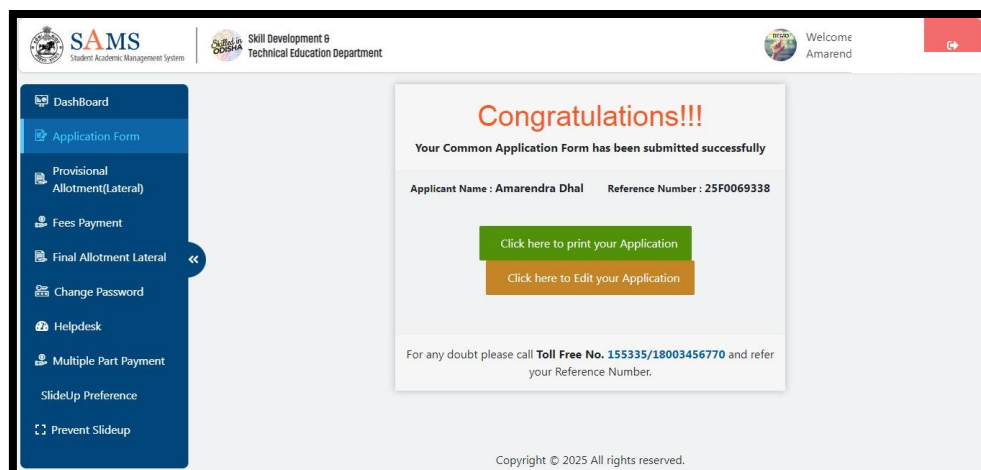 SAMS
Student Academic Management System
Skilled in
ODISHA
Skill Development &
Technical Education Department
Welcome
Amarend
DashBoard
Application Form
Provisional
Allotment(Lateral)
Fees Payment
Final Allotment Lateral
Change Password
Helpdesk
Multiple Part Payment
SlideUp Preference
Prevent Slideup
Congratulations!!!
Your Common Application Form has been submitted successfully
Applicant Name : Amarendra Dhal Reference Number : 25F0069338
Click here to print your Application
Click here to Edit your Application
For any doubt please call Toll Free No. 155335/18003456770 and refer
your Reference Number.
Copyright © 2025 All rights reserved.